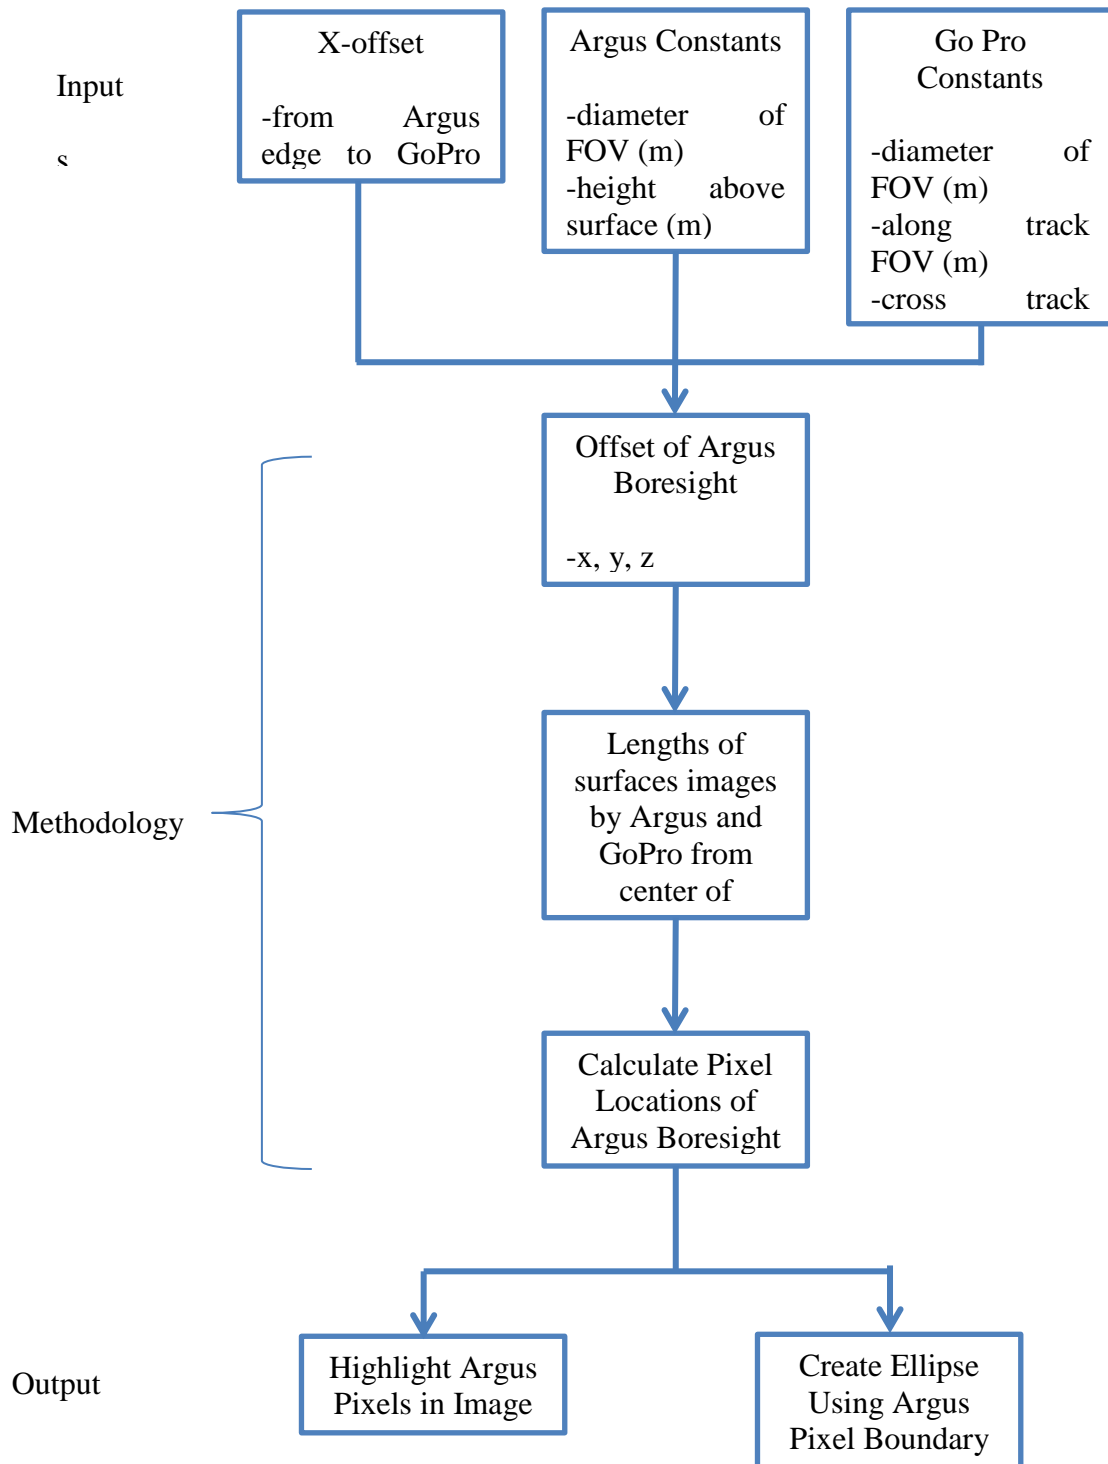 Input
s
X-offset
-from Argus
edge to GoPro
Argus Constants
-diameter of
FOV (m)
-height above
surface (m)
Go Pro
Constants
-diameter of
FOV (m)
-along track
FOV (m)
-cross track
Methodology
Offset of Argus
Boresight
-x, y, z
Lengths of
surfaces images
by Argus and
GoPro from
center of
Calculate Pixel
Locations of
Argus Boresight
Output
Highlight Argus
Pixels in Image
Create Ellipse
Using Argus
Pixel Boundary